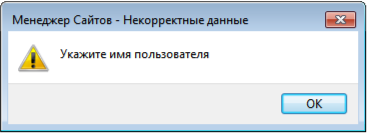 Менеджер Сайтов - Некорректные данные
Укажите имя пользователя
OK